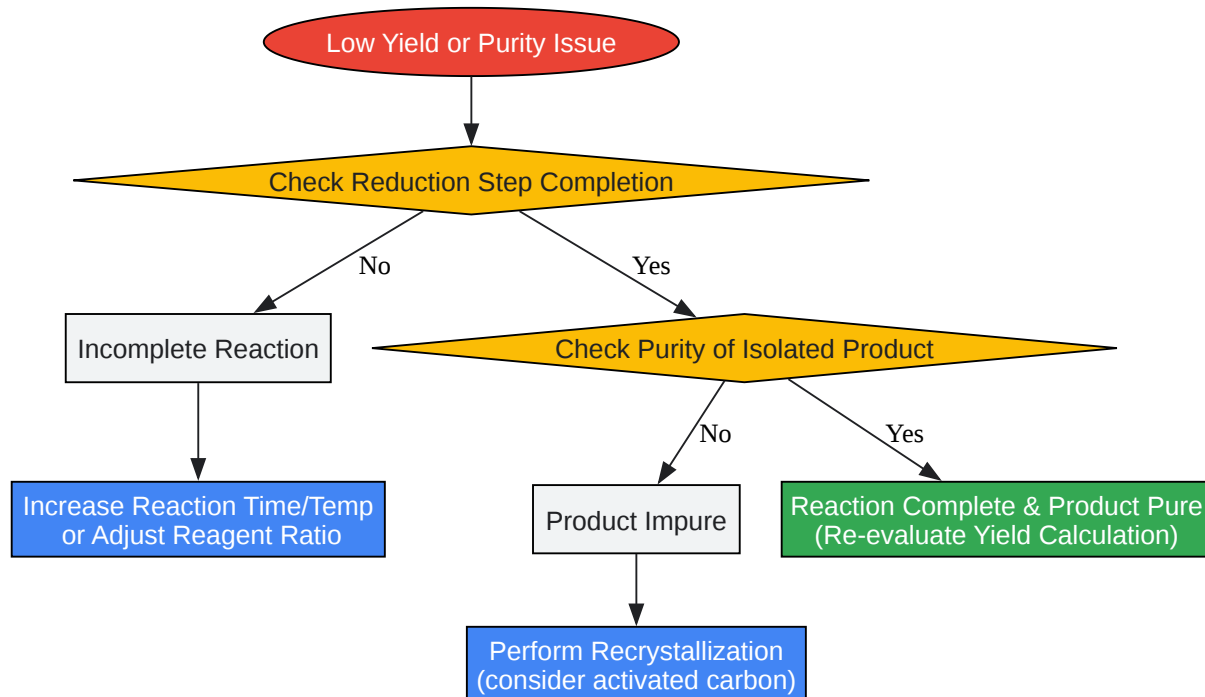 Low Yield or Purity Issue
Check Reduction Step Completion
No
Yes
Incomplete Reaction
Check Purity of Isolated Product
No
Yes
Increase Reaction Time/Temp
or Adjust Reagent Ratio
Product Impure
Reaction Complete & Product Pure
(Re-evaluate Yield Calculation)
Perform Recrystallization
(consider activated carbon)